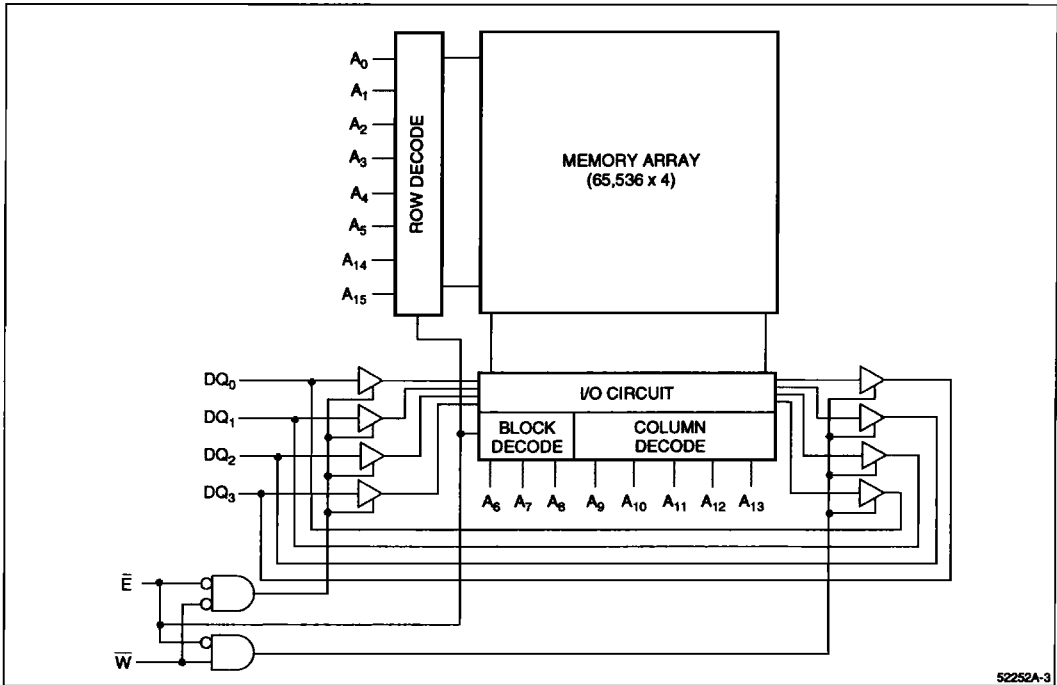 A₀
A₁
A₂
A₃
A₄
A₅
A₁₄
A₁₅
ROW DECODE
MEMORY ARRAY
(65,536 x 4)
DQ₀
DQ₁
DQ₂
DQ₃
I/O CIRCUIT
BLOCK
DECODE
COLUMN
DECODE
A₆ A₇ A₈ A₉ A₁₀ A₁₁ A₁₂ A₁₃
E̅
W̅
52252A-3